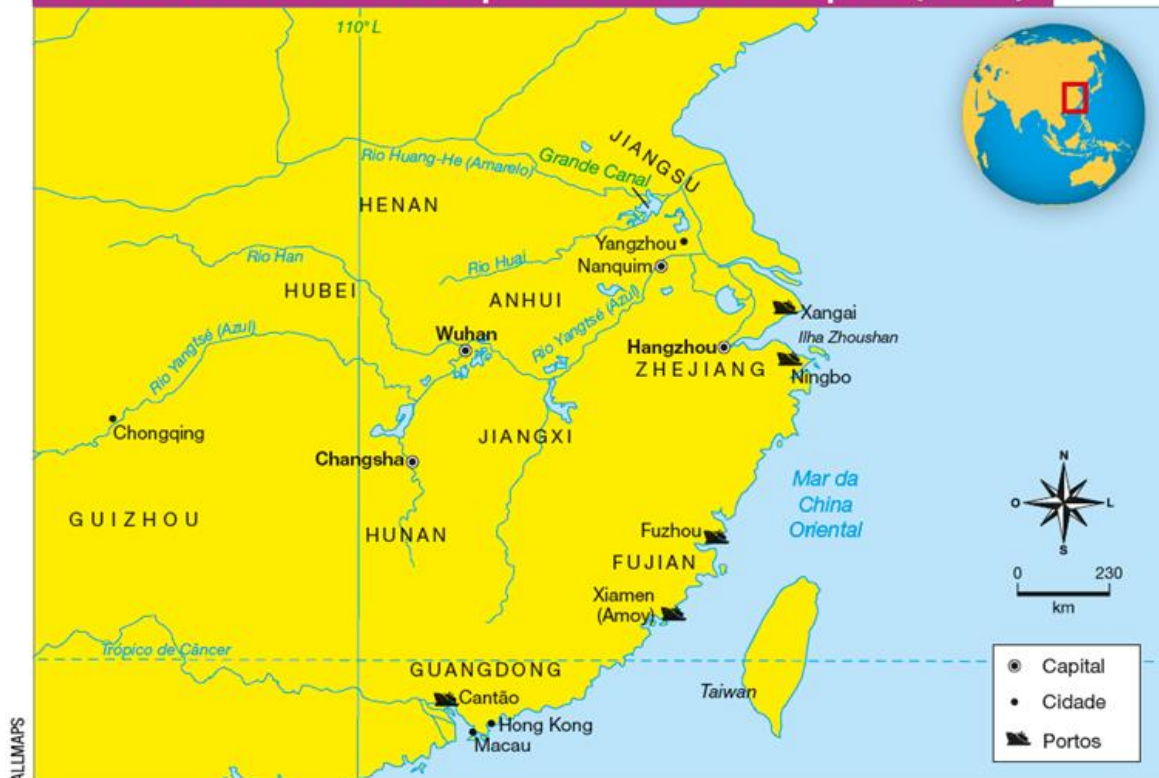 110° L
JIANGSU
Rio Huang-He (Amarelo)
Grande Canal
HENAN
Yangzhou
Rio Han
Rio Huai
Nanquim
HUBEI
ANHUI
Rio Yangtsé (Azul)
Xangai
Rio Yangtsé (Azul)
Wuhan
Hangzhou
Ilha Zhoushan
ZHEJIANG
Ningbo
Chongqing
JIANGXI
Changsha
Mar da
China
Oriental
N
O
L
S
GUIZHOU
HUNAN
Fuzhou
FUJIAN
0 230
km
Xiamen
(Amoy)
Trópico de Câncer
GUANGDONG
Taiwan
Cantão
Hong Kong
Macau
Capital
Cidade
Portos
ALLMAPS